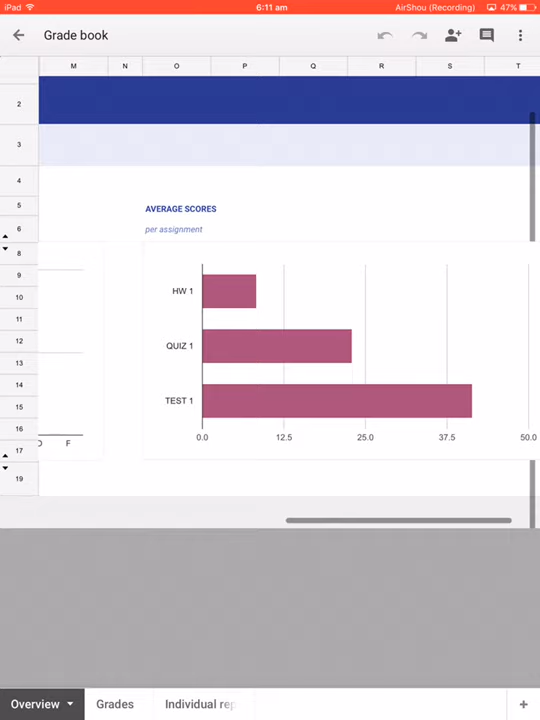 iPad 6:11 am AirShou (Recording) 47%
Grade book
M N O P Q R S T
2
3
4
5 AVERAGE SCORES
6 per assignment
8
9
10 HW 1
11
12 QUIZ 1
13
14
15 TEST 1
16
0.0 12.5 25.0 37.5 50.0
F
17
19
Overview Grades Individual rep